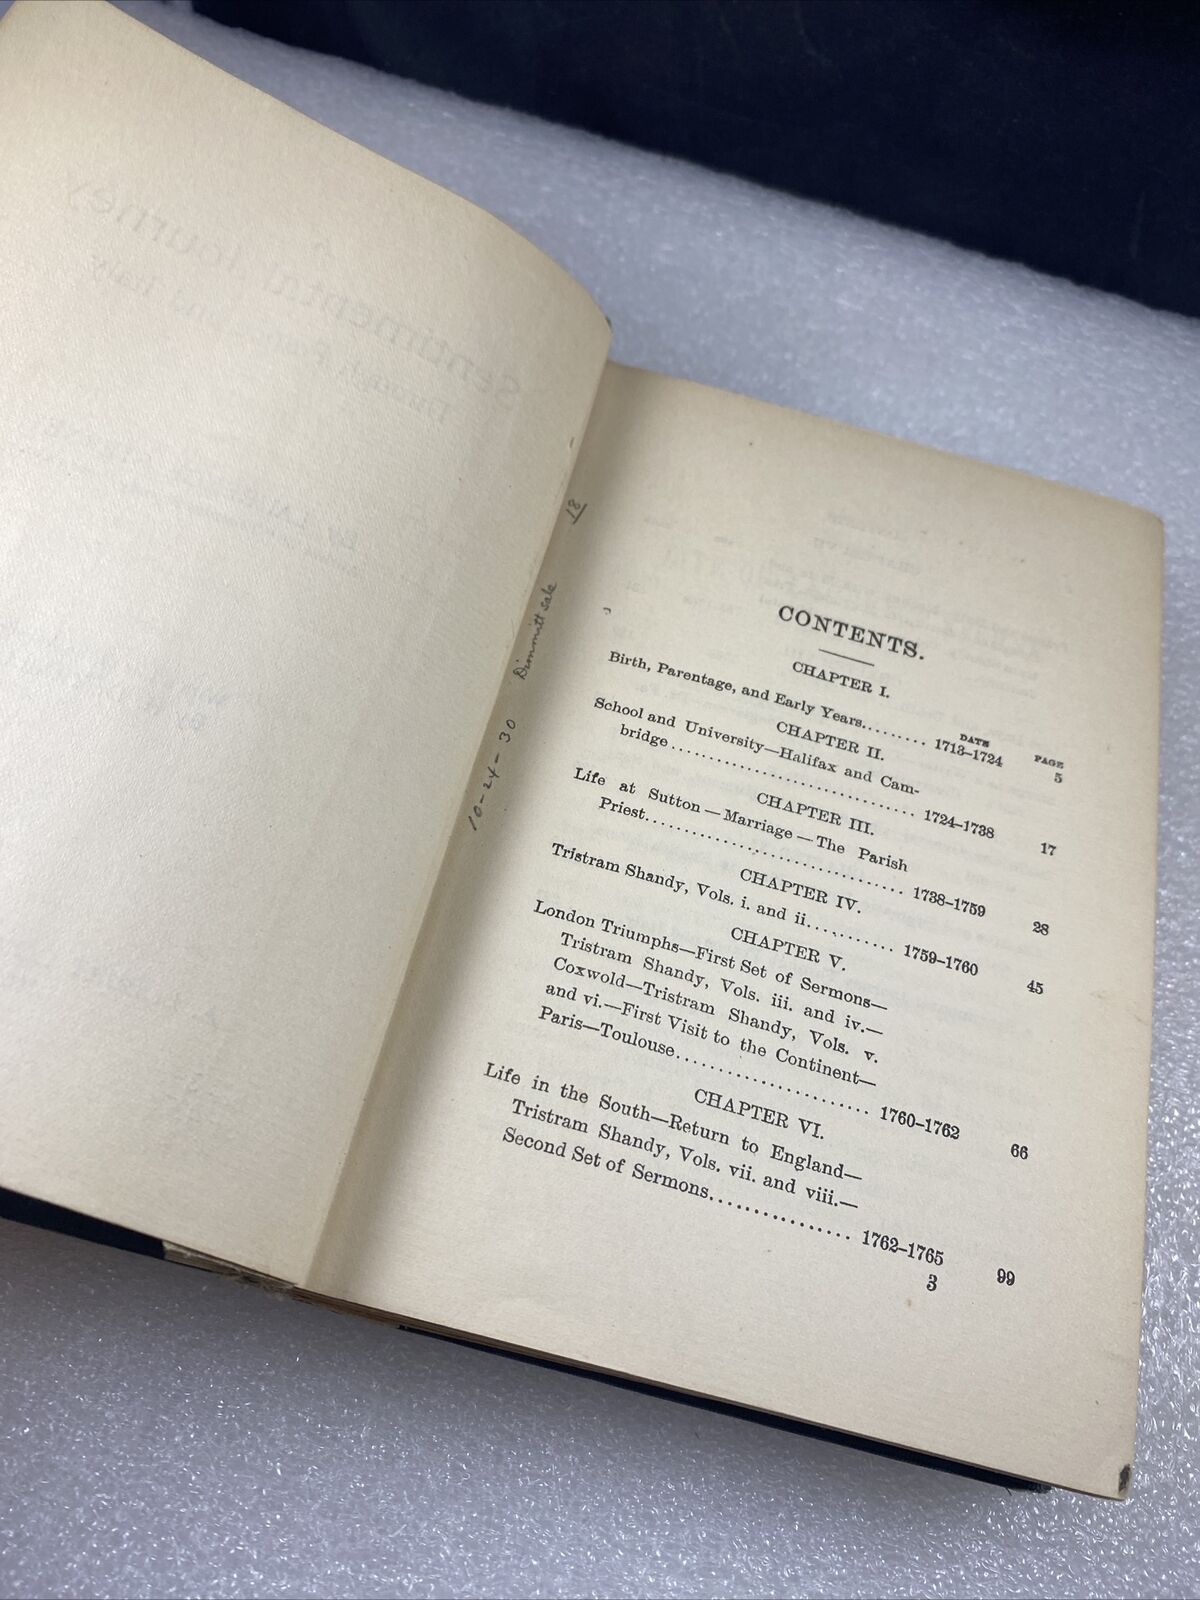 18
10-24-30 Dimmitt sale
CONTENTS.
CHAPTER I.
DATE PAGE
Birth, Parentage, and Early Years......... 1713–1724 5
CHAPTER II.
School and University—Halifax and Cam-
bridge.................................. 1724–1738 17
CHAPTER III.
Life at Sutton — Marriage — The Parish
Priest.................................... 1738–1759 28
CHAPTER IV.
Tristram Shandy, Vols. i. and ii............ 1759–1760 45
CHAPTER V.
London Triumphs—First Set of Sermons—
Tristram Shandy, Vols. iii. and iv.—
Coxwold—Tristram Shandy, Vols. v.
and vi.—First Visit to the Continent—
Paris—Toulouse......................... 1760–1762 66
CHAPTER VI.
Life in the South—Return to England—
Tristram Shandy, Vols. vii. and viii.—
Second Set of Sermons.................. 1762–1765 99
3